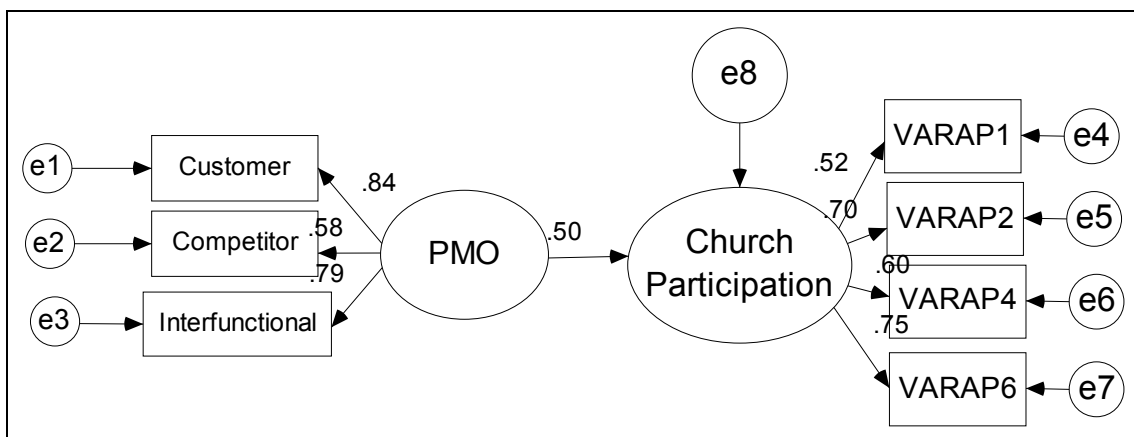 e8
e1
Customer
.84
e2
Competitor
.58
e3
Interfunctional
.79
PMO
.50
Church
Participation
.52
VARAP1
e4
.70
VARAP2
e5
.60
VARAP4
e6
.75
VARAP6
e7